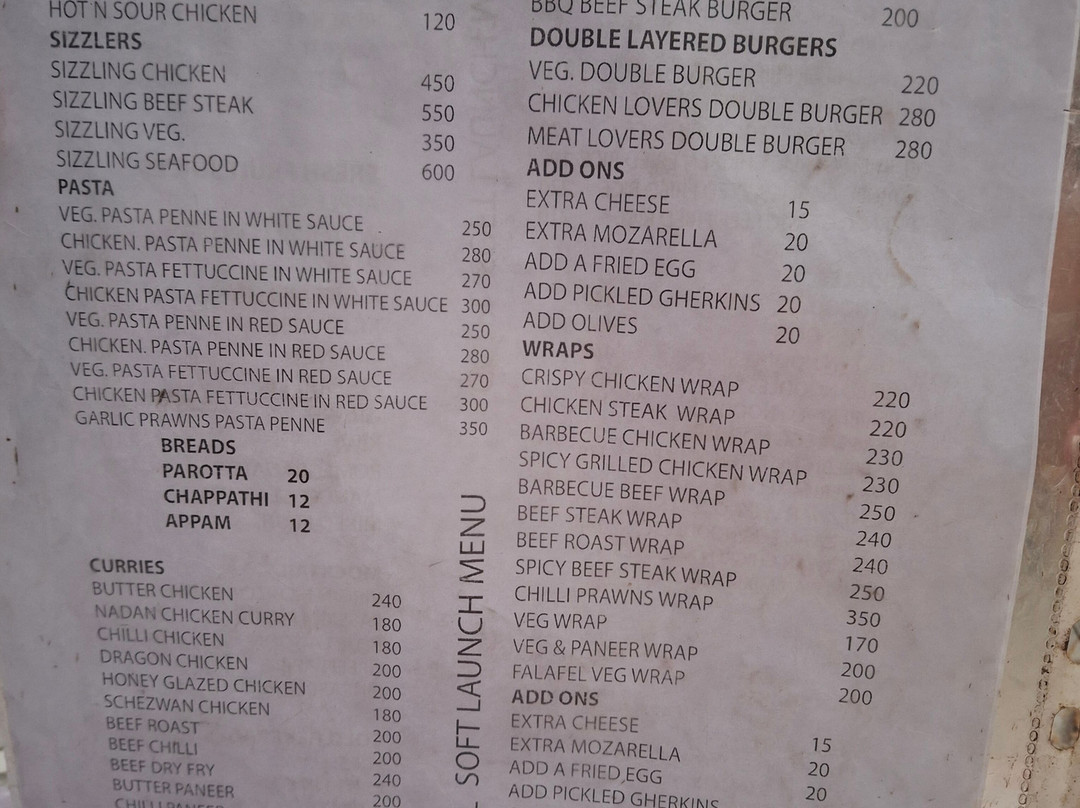 HOT N SOUR CHICKEN 120
SIZZLERS
SIZZLING CHICKEN 450
SIZZLING BEEF STEAK 550
SIZZLING VEG. 350
SIZZLING SEAFOOD 600
PASTA
VEG. PASTA PENNE IN WHITE SAUCE 250
CHICKEN. PASTA PENNE IN WHITE SAUCE 280
VEG. PASTA FETTUCCINE IN WHITE SAUCE 270
CHICKEN PASTA FETTUCCINE IN WHITE SAUCE 300
VEG. PASTA PENNE IN RED SAUCE 250
CHICKEN. PASTA PENNE IN RED SAUCE 280
VEG. PASTA FETTUCCINE IN RED SAUCE 270
CHICKEN PASTA FETTUCCINE IN RED SAUCE 300
GARLIC PRAWNS PASTA PENNE 350
BREADS
PAROTTA 20
CHAPPATHI 12
APPAM 12
CURRIES
BUTTER CHICKEN 240
NADAN CHICKEN CURRY 180
CHILLI CHICKEN 180
DRAGON CHICKEN 200
HONEY GLAZED CHICKEN 200
SCHEZWAN CHICKEN 180
BEEF ROAST 200
BEEF CHILLI 200
BEEF DRY FRY 240
BUTTER PANEER 200
CHILLI PANEER
SOFT LAUNCH MENU
BBQ BEEF STEAK BURGER 200
DOUBLE LAYERED BURGERS
VEG. DOUBLE BURGER 220
CHICKEN LOVERS DOUBLE BURGER 280
MEAT LOVERS DOUBLE BURGER 280
ADD ONS
EXTRA CHEESE 15
EXTRA MOZARELLA 20
ADD A FRIED EGG 20
ADD PICKLED GHERKINS 20
ADD OLIVES 20
WRAPS
CRISPY CHICKEN WRAP 220
CHICKEN STEAK WRAP 220
BARBECUE CHICKEN WRAP 230
SPICY GRILLED CHICKEN WRAP 230
BARBECUE BEEF WRAP 250
BEEF STEAK WRAP 240
BEEF ROAST WRAP 240
SPICY BEEF STEAK WRAP 250
CHILLI PRAWNS WRAP 350
VEG WRAP 170
VEG & PANEER WRAP 200
FALAFEL VEG WRAP 200
ADD ONS
EXTRA CHEESE 15
EXTRA MOZARELLA 20
ADD A FRIED EGG 20
ADD PICKLED GHERKINS